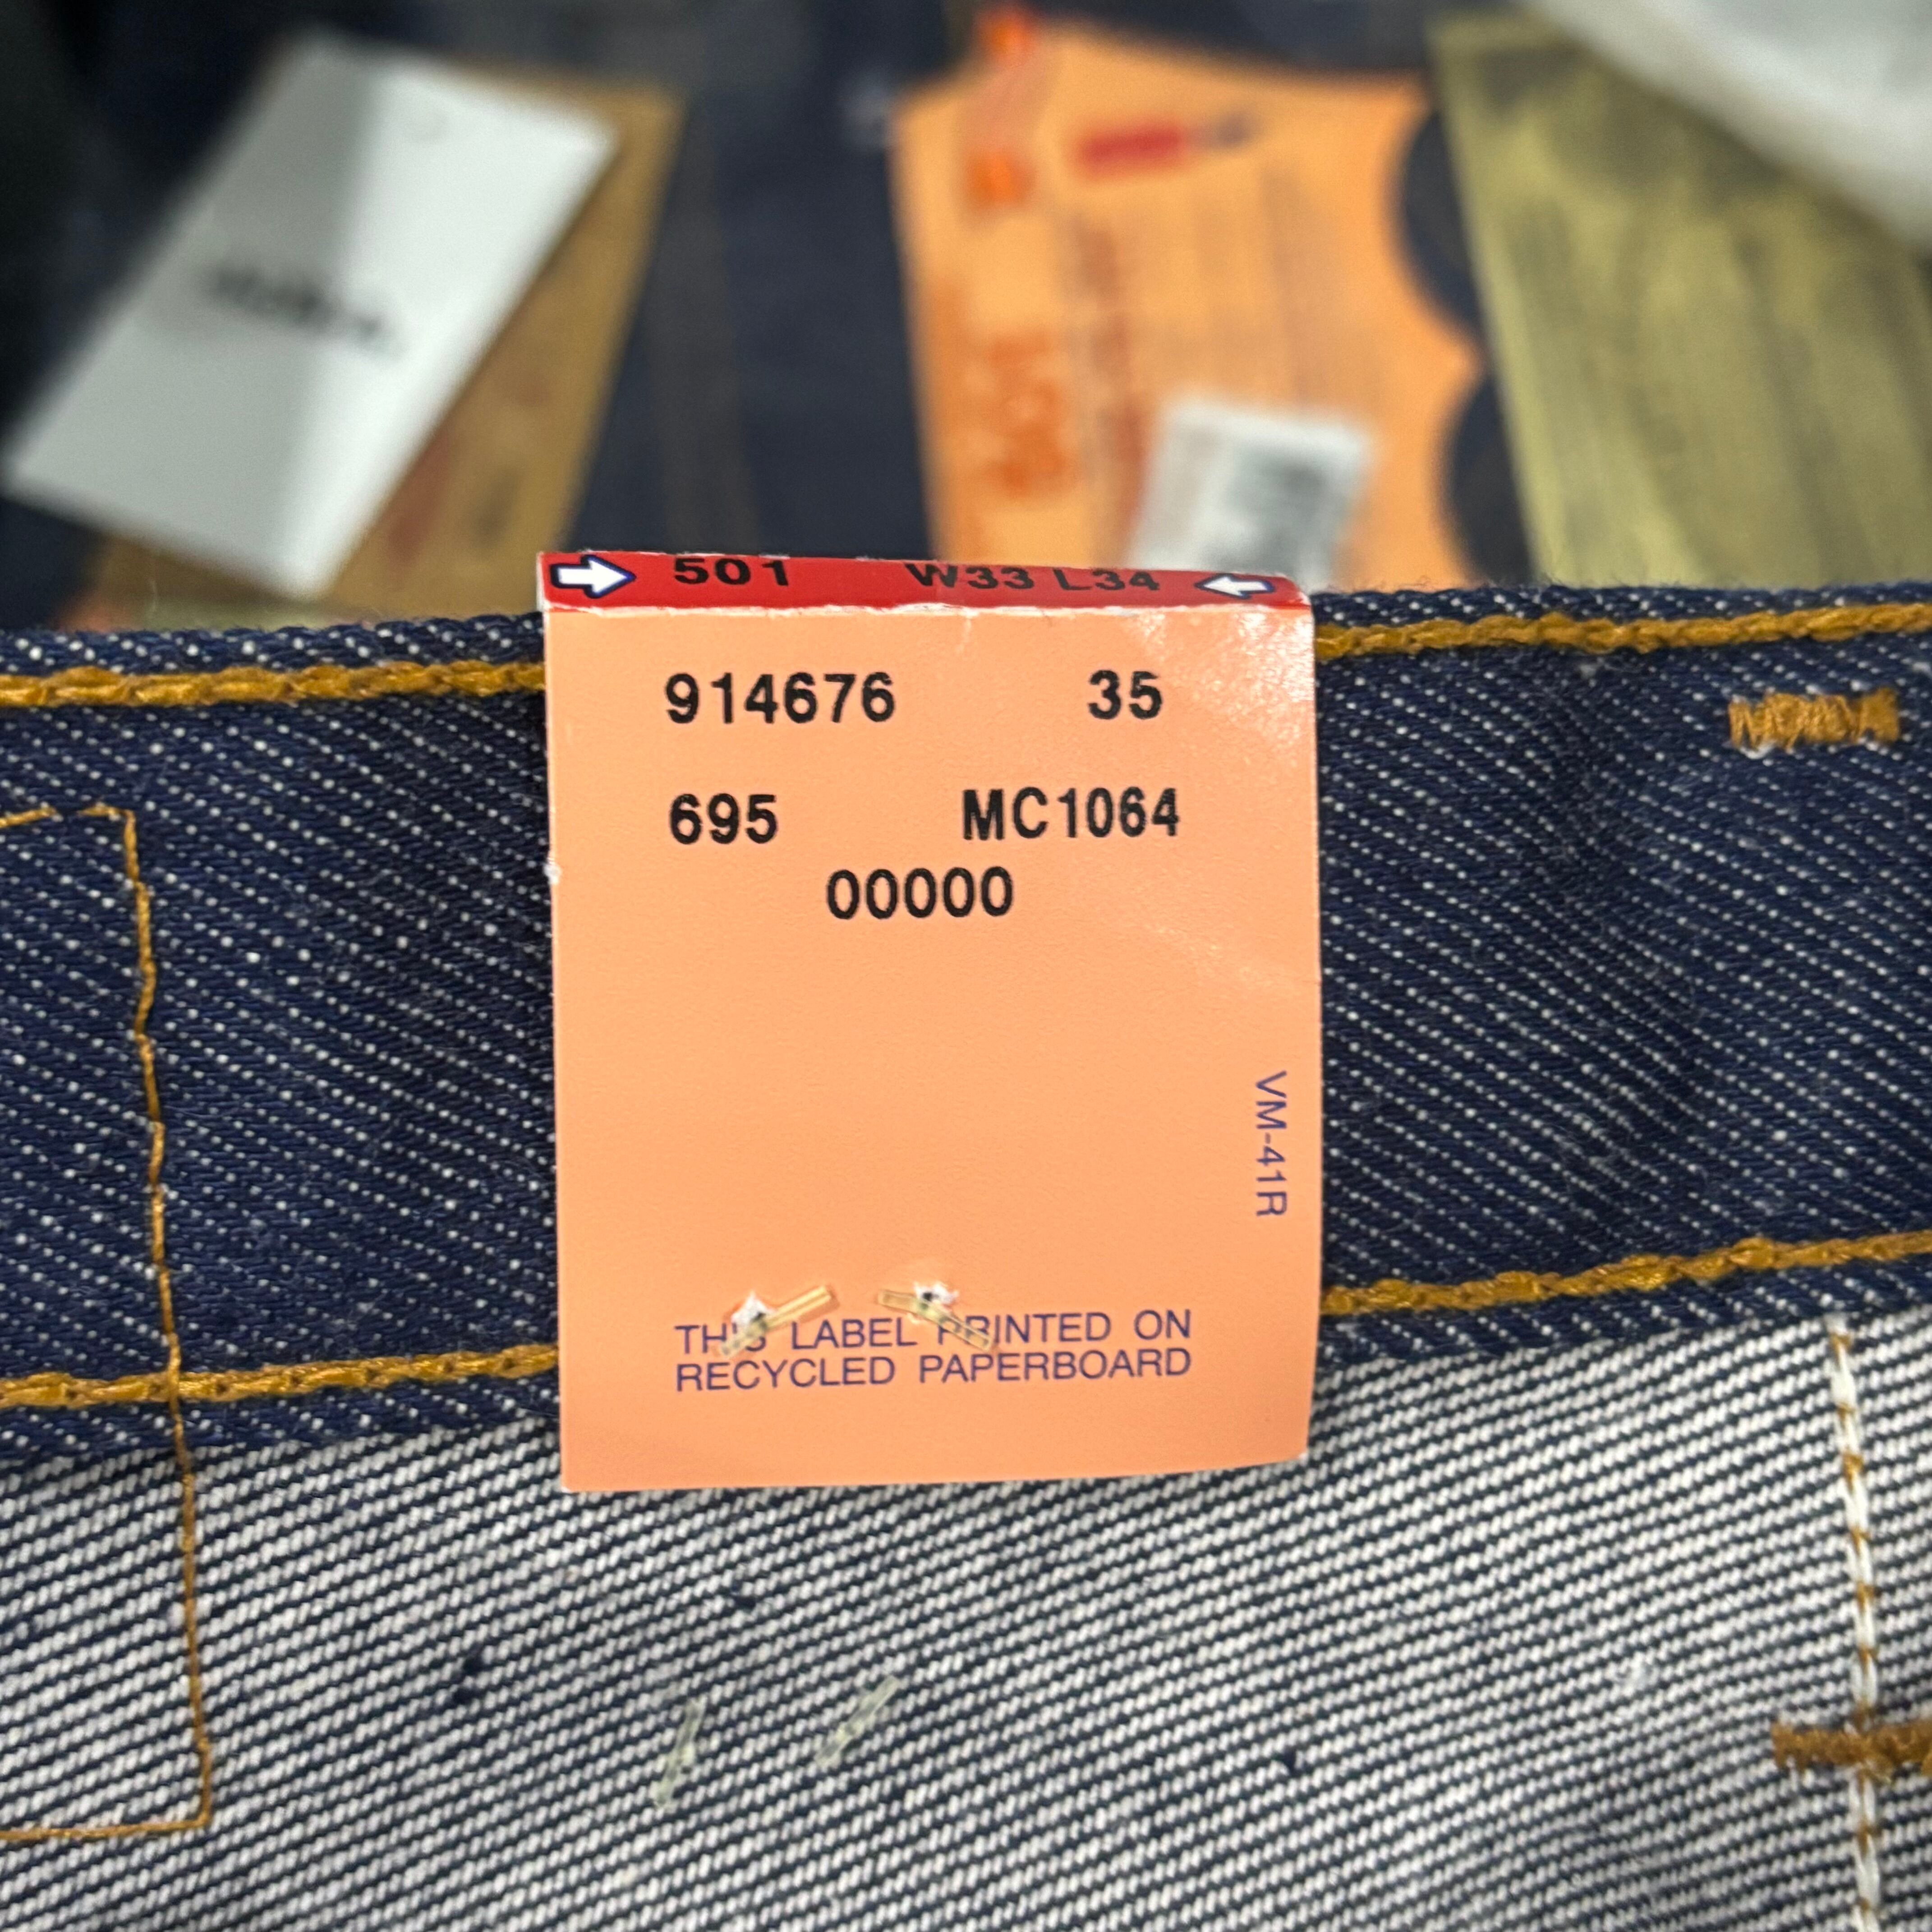 501 W33 L34
914676 35
695 MC1064
00000
VM-41R
THIS LABEL PRINTED ON
RECYCLED PAPERBOARD